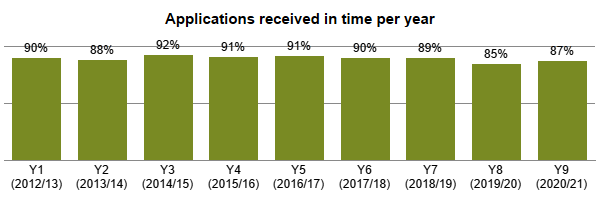 Applications received in time per year
90% 88% 92% 91% 91% 90% 89% 85% 87%
Y1 Y2 Y3 Y4 Y5 Y6 Y7 Y8 Y9
(2012/13) (2013/14) (2014/15) (2015/16) (2016/17) (2017/18) (2018/19) (2019/20) (2020/21)